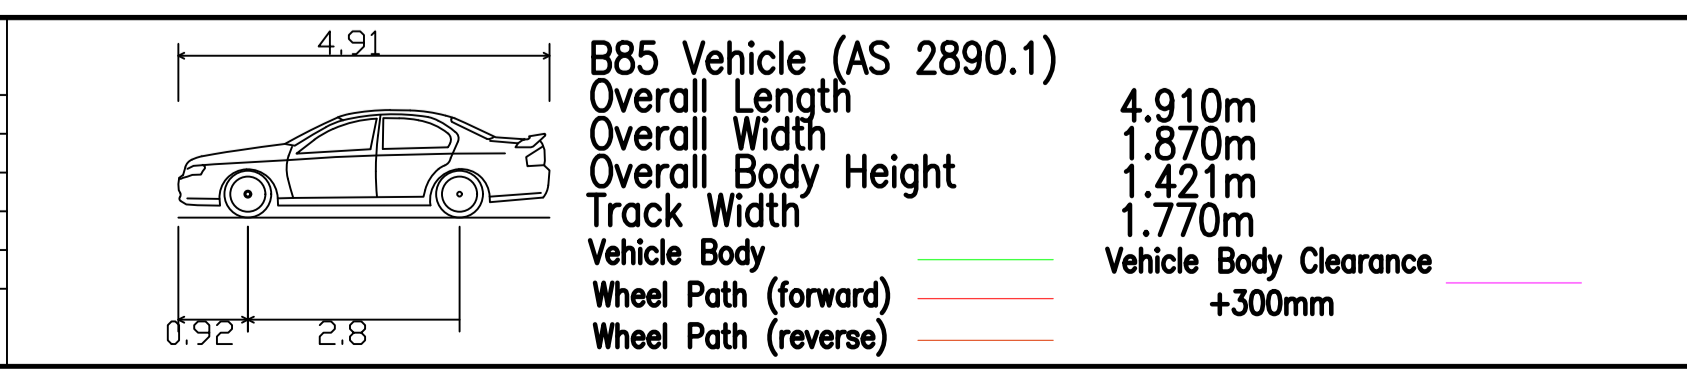 4.91
B85 Vehicle (AS 2890.1)
Overall Length 4.910m
Overall Width 1.870m
Overall Body Height 1.421m
Track Width 1.770m
Vehicle Body
Vehicle Body Clearance
+300mm
Wheel Path (forward)
Wheel Path (reverse)
0.92 2.8